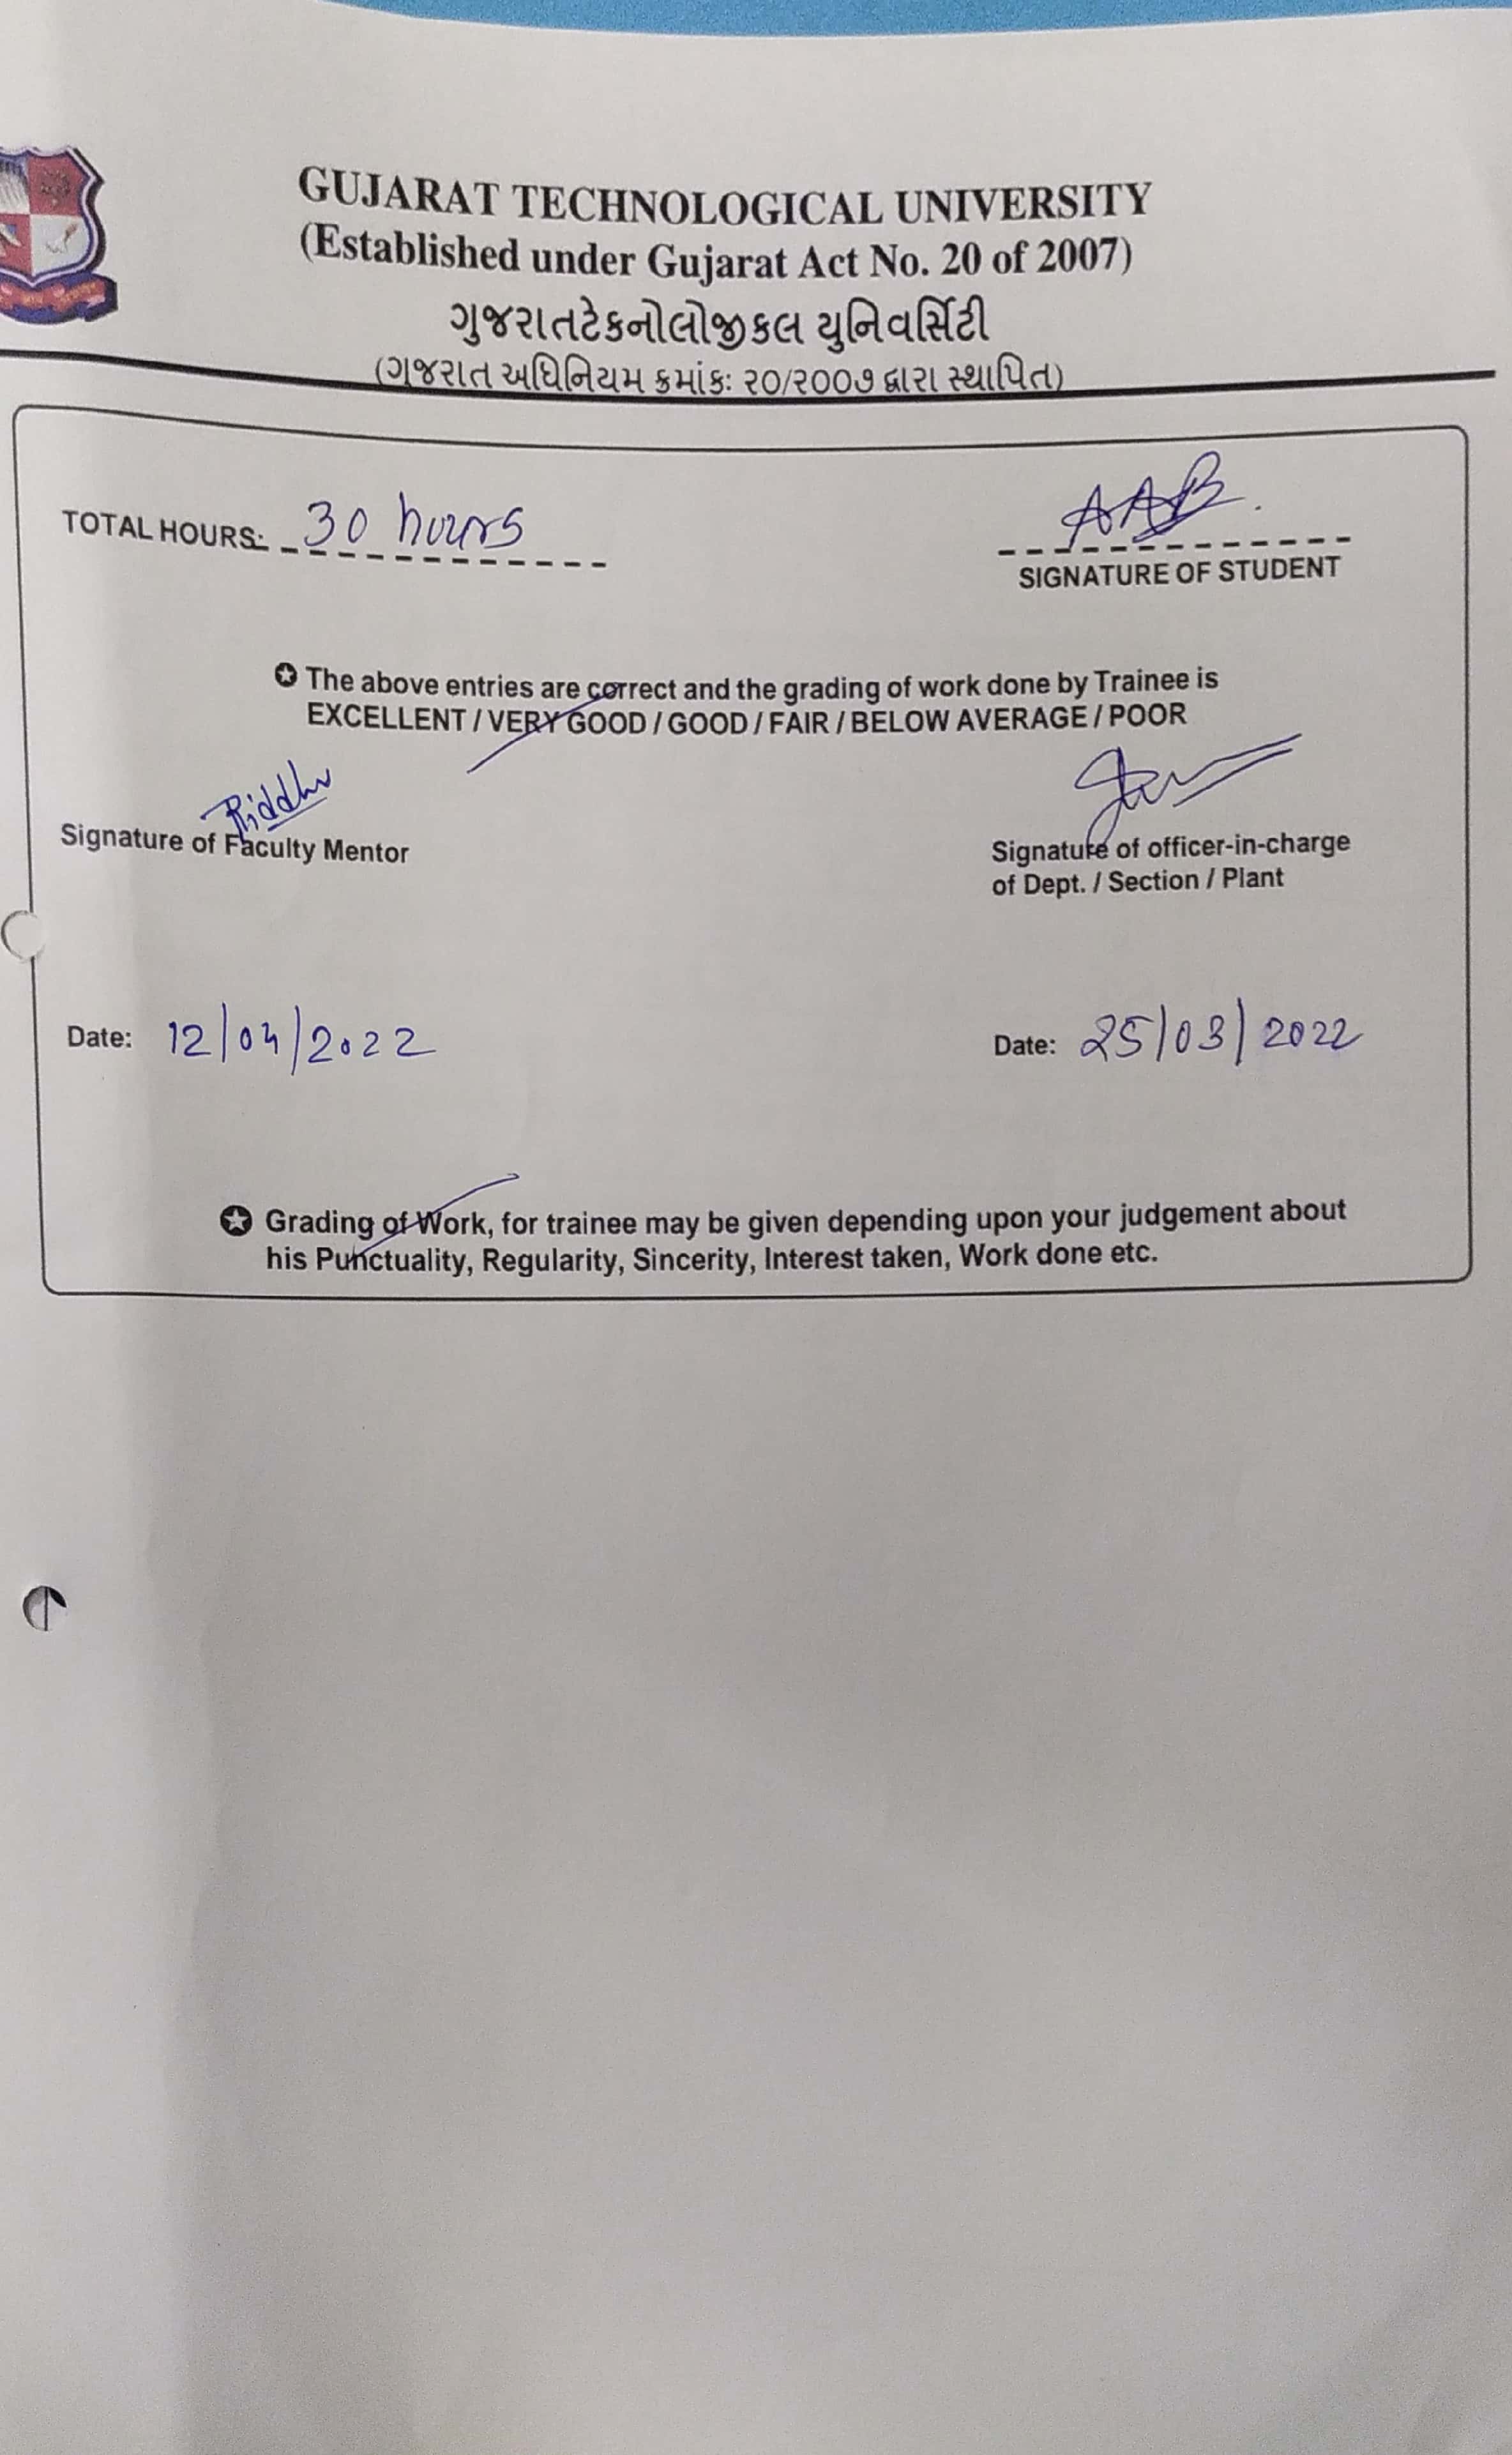 GUJARAT TECHNOLOGICAL UNIVERSITY
(Established under Gujarat Act No. 20 of 2007)
ગુજરાતટેકનોલોજીકલ યુનિવર્સિટી
(ગુજરાત અધિનિયમ ક્રમાંકઃ ૨૦/૨૦૦૭ દ્વારા સ્થાપિત)
TOTAL HOURS: 30 hours
AAB.
SIGNATURE OF STUDENT
The above entries are correct and the grading of work done by Trainee is
EXCELLENT / VERY GOOD / GOOD / FAIR / BELOW AVERAGE / POOR
Riddhi
Signature of Faculty Mentor
Signature of officer-in-charge
of Dept. / Section / Plant
Date: 12/04/2022
Date: 25/03/2022
Grading of Work, for trainee may be given depending upon your judgement about
his Punctuality, Regularity, Sincerity, Interest taken, Work done etc.